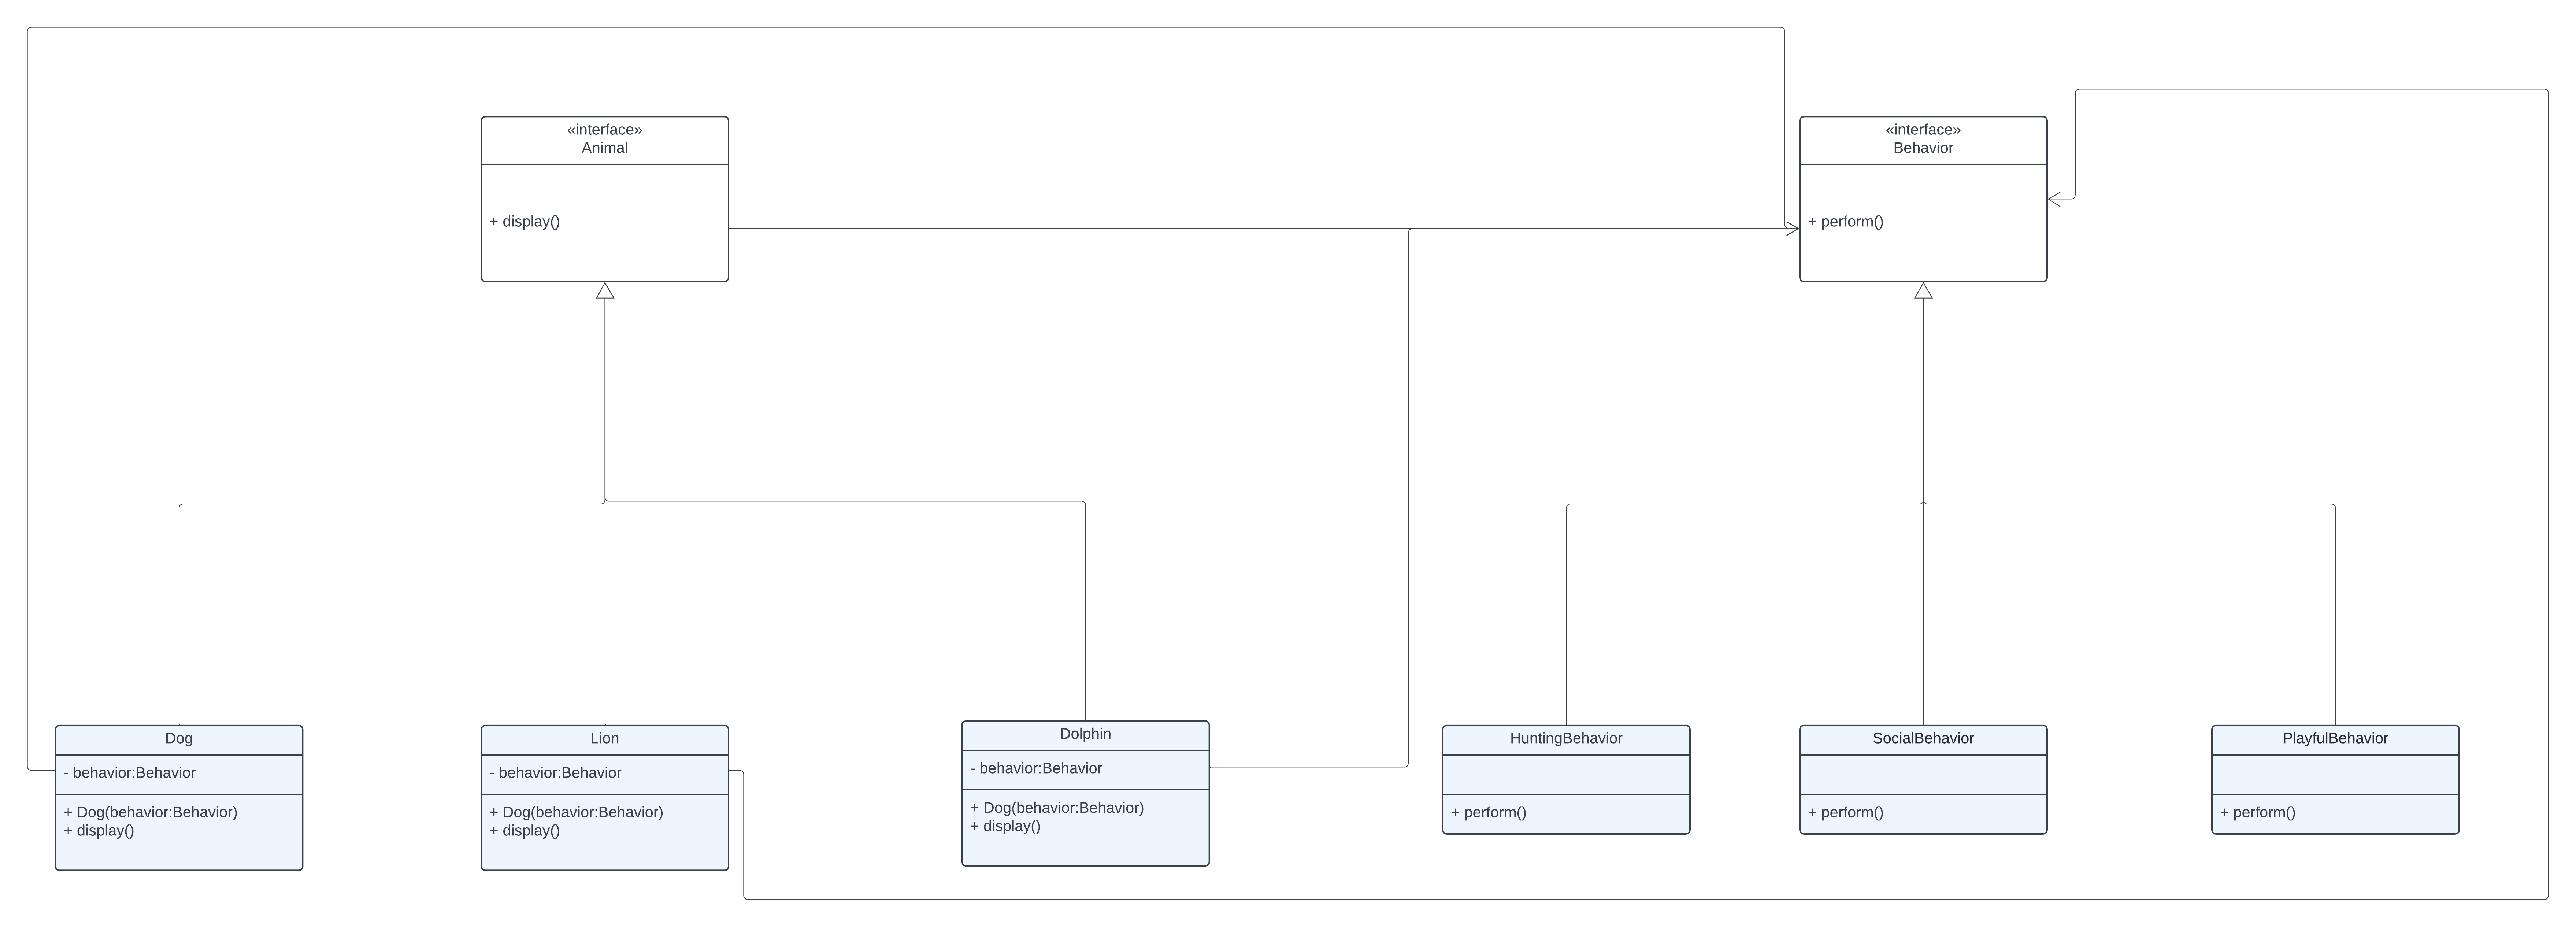 «interface»
Animal
+ display()
«interface»
Behavior
+ perform()
Dog
- behavior:Behavior
+ Dog(behavior:Behavior)
+ display()
Lion
- behavior:Behavior
+ Dog(behavior:Behavior)
+ display()
Dolphin
- behavior:Behavior
+ Dog(behavior:Behavior)
+ display()
HuntingBehavior
+ perform()
SocialBehavior
+ perform()
PlayfulBehavior
+ perform()